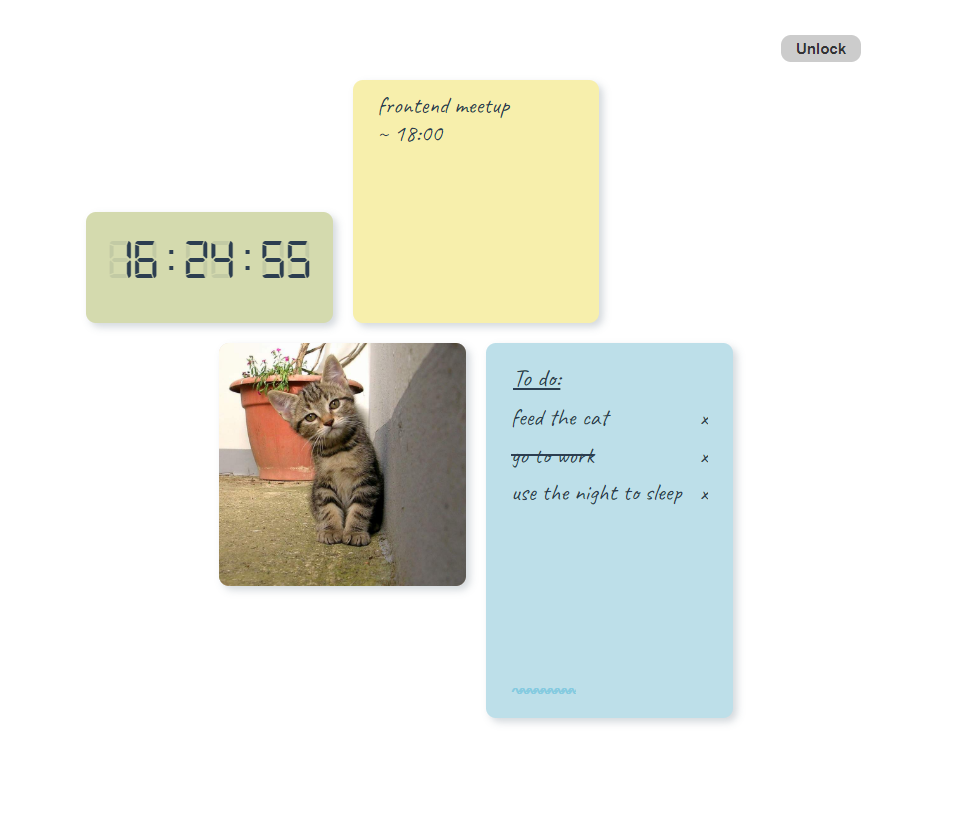 Unlock
frontend meetup
~ 18:00
16:24:55
To do:
feed the cat x
go to work x
use the night to sleep x